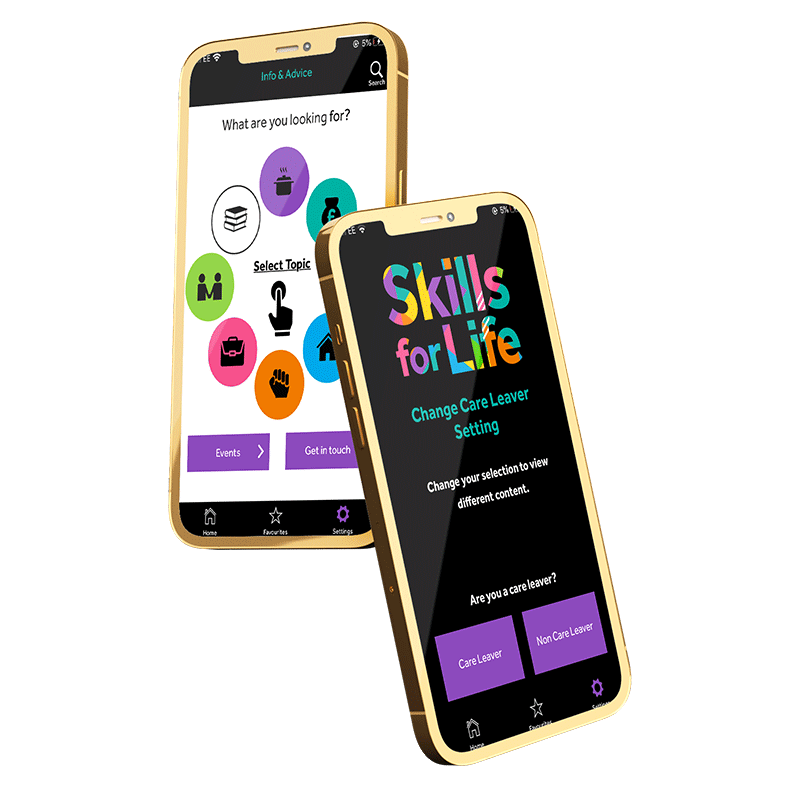 EE
5%
Info & Advice
Search
What are you looking for?
£
Select Topic
Events
Get in touch
Home
Favourites
Settings
EE
5%
Skills
for Life
Change Care Leaver
Setting
Change your selection to view
different content.
Are you a care leaver?
Care Leaver
Non Care Leaver
Home
Favourites
Settings